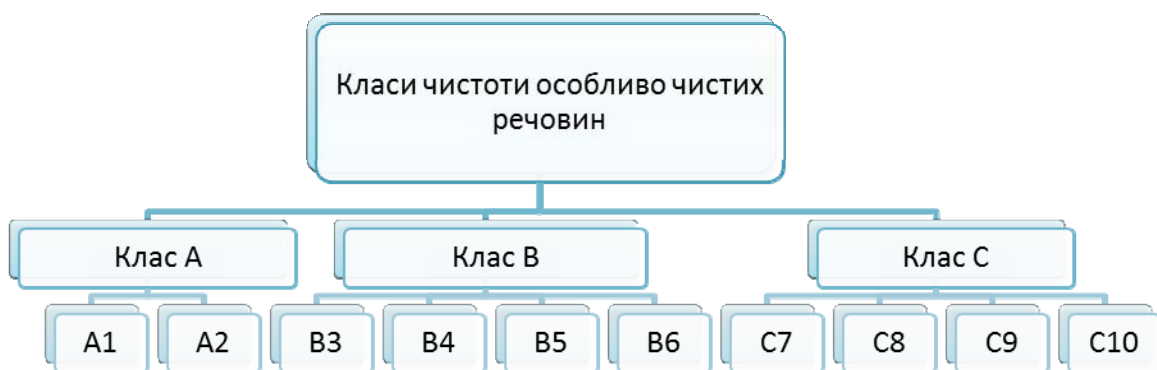 Класи чистоти особливо чистих
речовин
Клас А
Клас В
Клас С
А1
А2
В3
В4
В5
В6
С7
С8
С9
С10